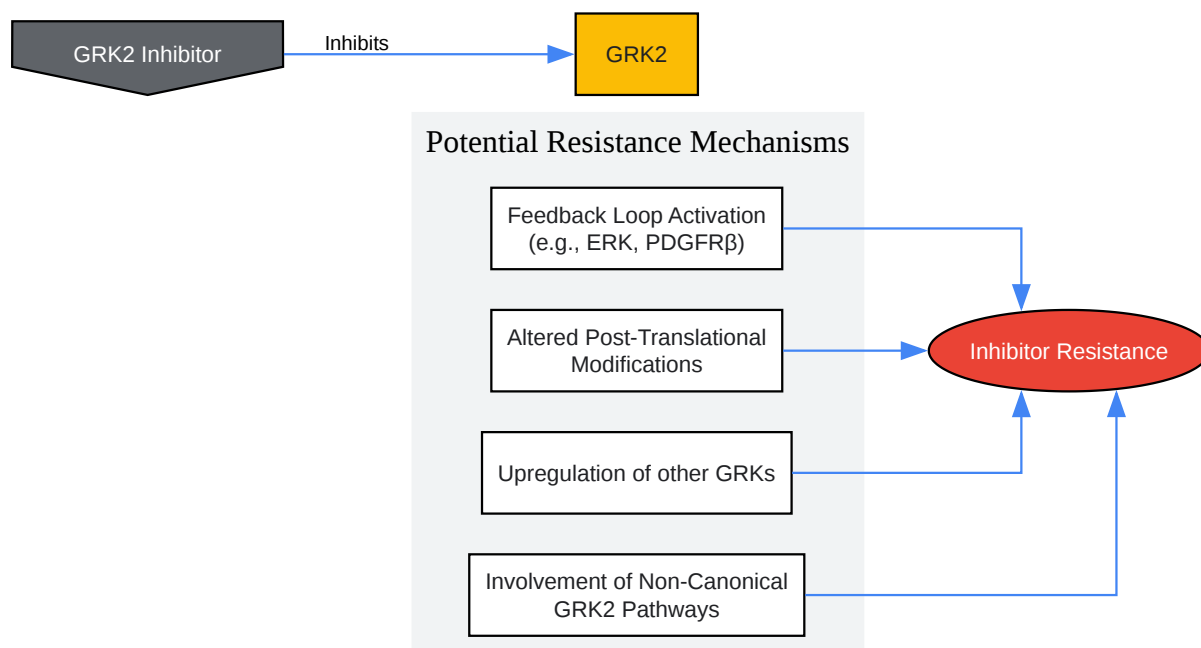 GRK2 Inhibitor
Inhibits
GRK2
Potential Resistance Mechanisms
Feedback Loop Activation
(e.g., ERK, PDGFRβ)
Altered Post-Translational
Modifications
Inhibitor Resistance
Upregulation of other GRKs
Involvement of Non-Canonical
GRK2 Pathways